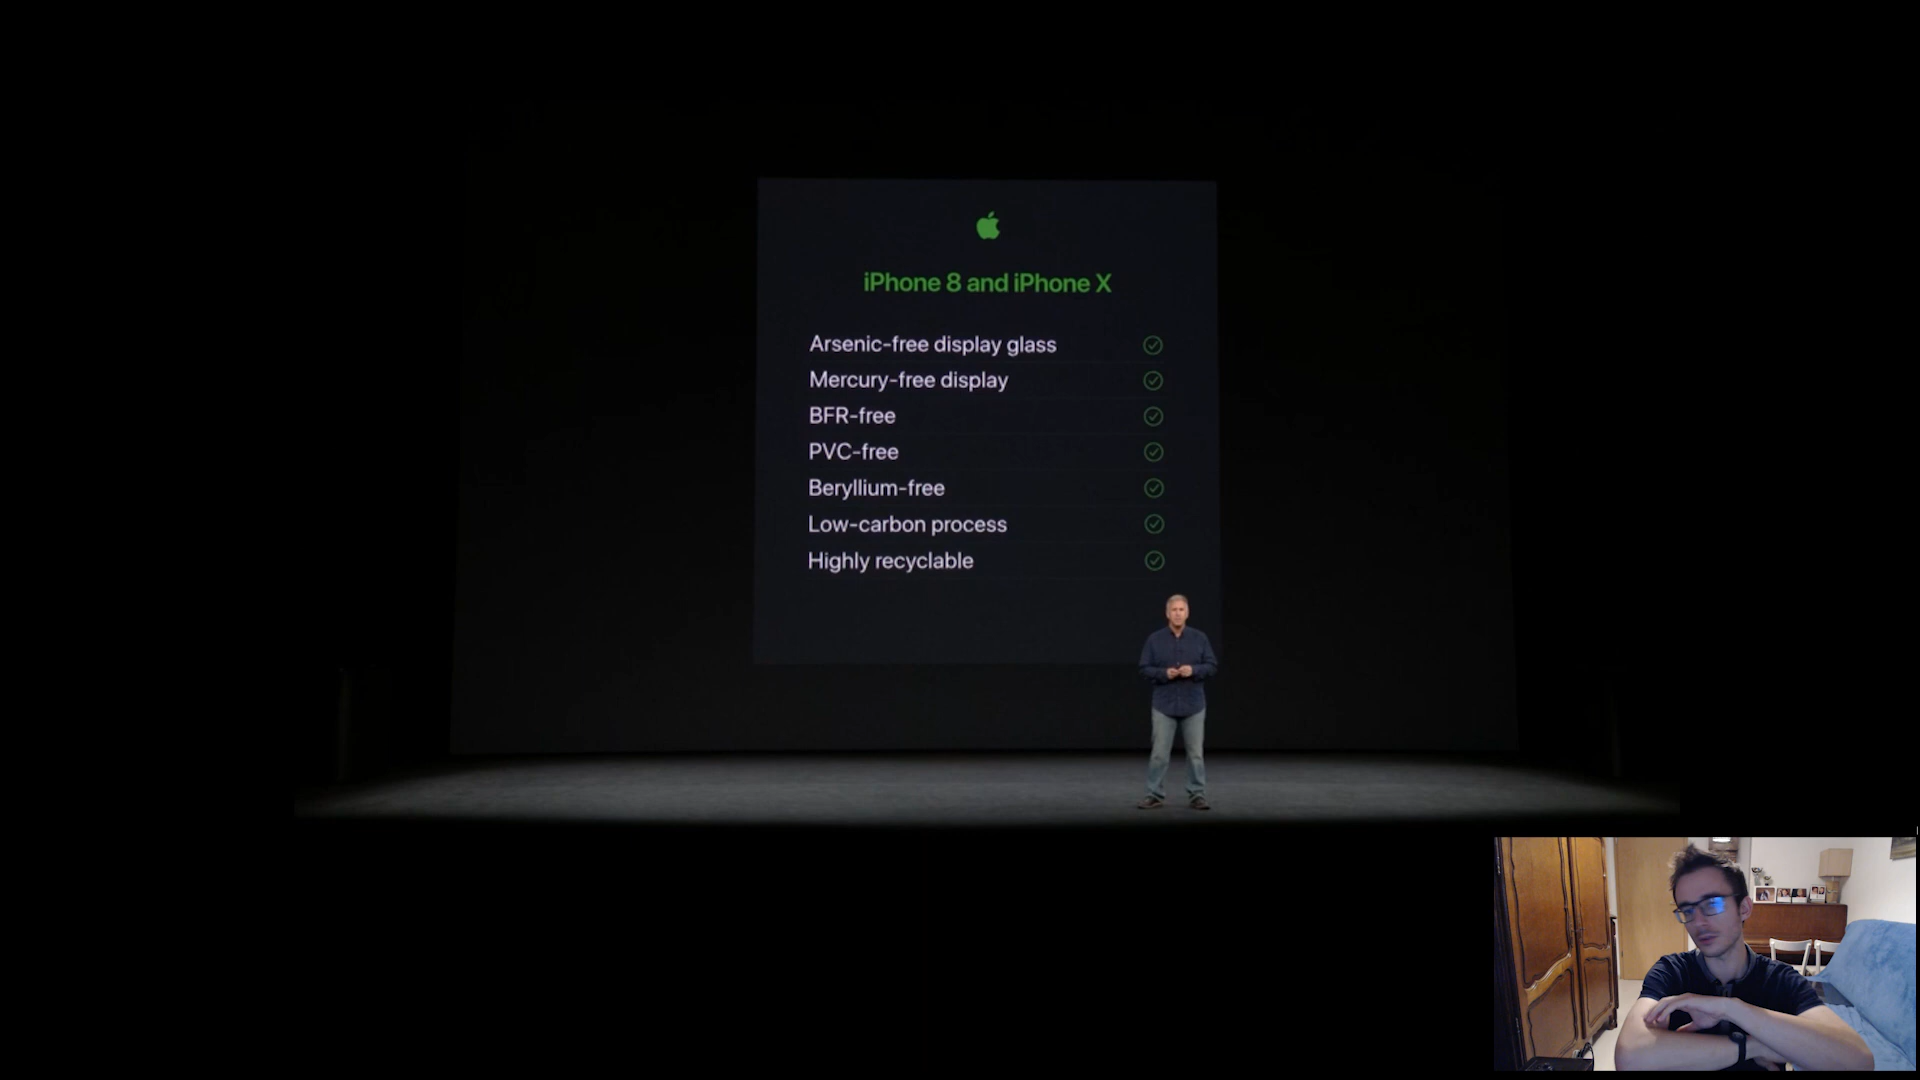 iPhone 8 and iPhone X
Arsenic-free display glass
Mercury-free display
BFR-free
PVC-free
Beryllium-free
Low-carbon process
Highly recyclable